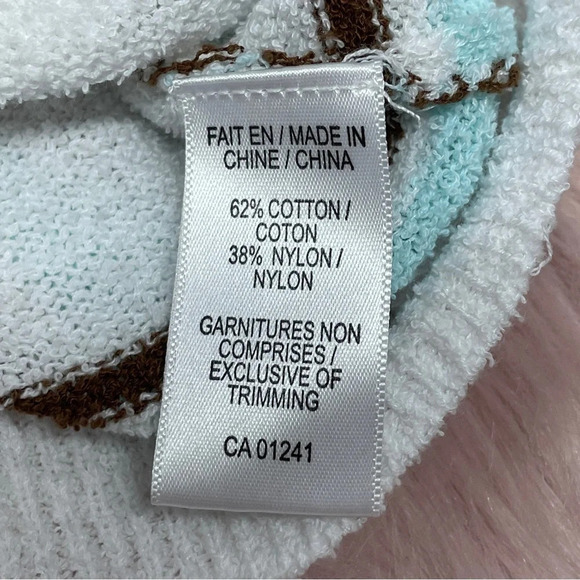 FAIT EN / MADE IN
CHINE / CHINA
62% COTTON /
COTON
38% NYLON /
NYLON
GARNITURES NON
COMPRISES /
EXCLUSIVE OF
TRIMMING
CA 01241